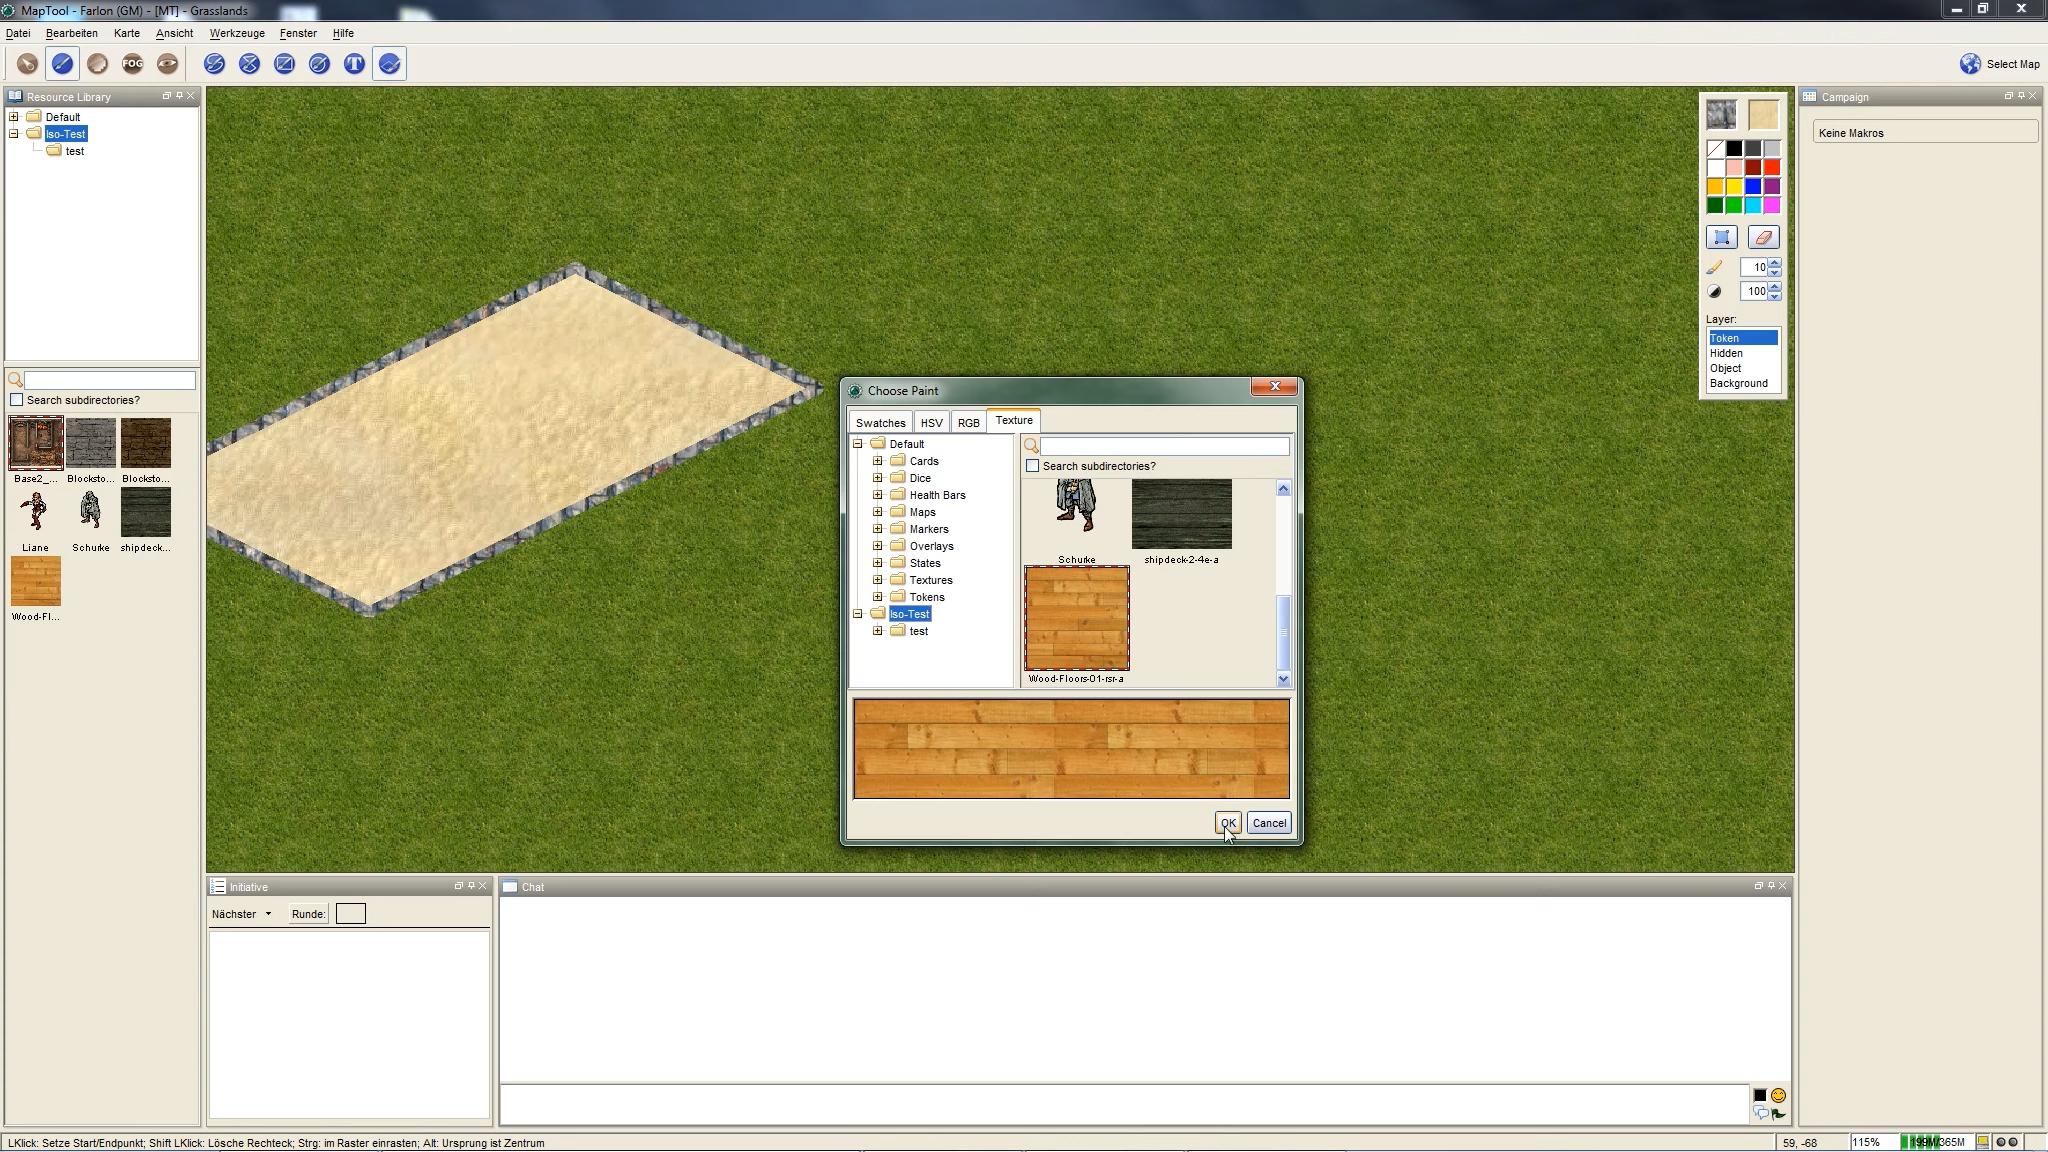 MapTool - Farlon (GM) - [MT] - Grasslands
Datei Bearbeiten Karte Ansicht Werkzeuge Fenster Hilfe
FOG
T
Select Map
Resource Library
Default
Iso-Test
test
Search subdirectories?
Base2_... Blocksto... Blocksto...
Liane Schurke shipdeck...
Wood-Fl...
Choose Paint
Swatches HSV RGB Texture
Default
Cards
Dice
Health Bars
Maps
Markers
Overlays
States
Textures
Tokens
Iso-Test
test
Search subdirectories?
Schurke shipdeck-2-4e-a
Wood-Floors-01-rsr-a
OK Cancel
10
100
Layer:
Token
Hidden
Object
Background
Campaign
Keine Makros
Initiative
Nächster Runde:
Chat
LKlick: Setze Start/Endpunkt; Shift LKlick: Lösche Rechteck; Strg: im Raster einrasten; Alt: Ursprung ist Zentrum
59, -68 115% 199M/365M